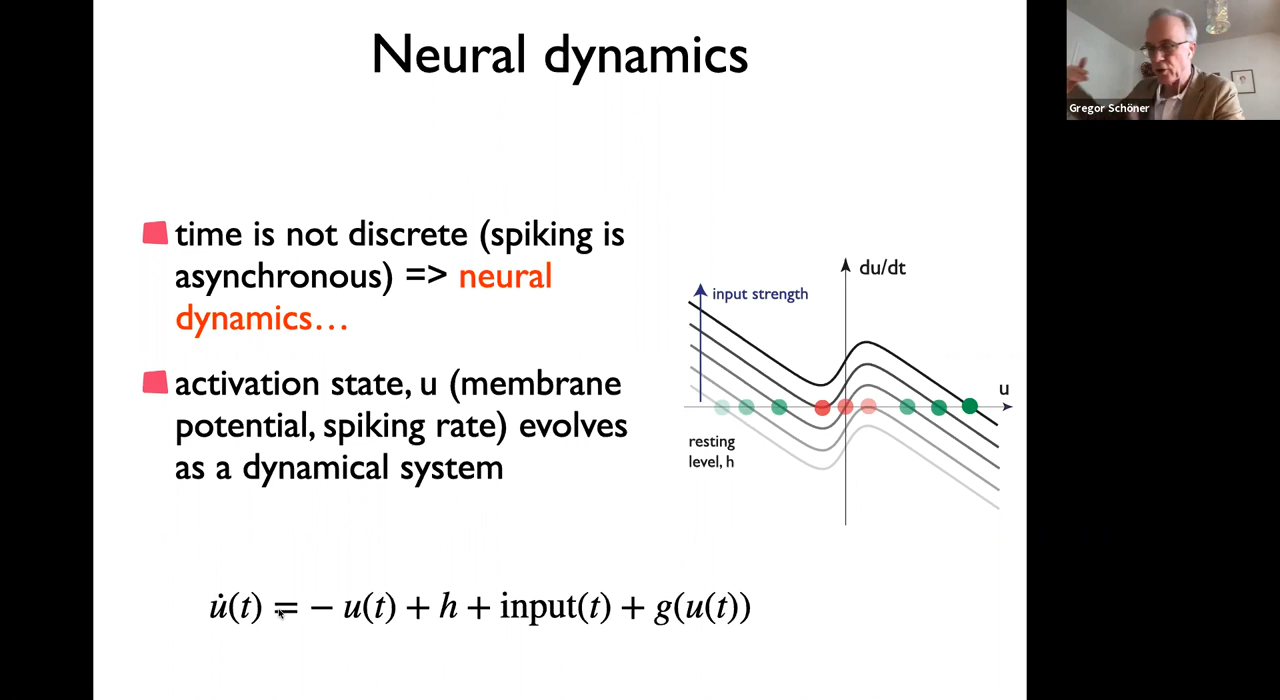 Neural dynamics
Gregor Schöner
time is not discrete (spiking is
asynchronous) => neural
dynamics…
activation state, u (membrane
potential, spiking rate) evolves
as a dynamical system
du/dt
input strength
u
resting
level, h
u̇(t) = − u(t) + h + input(t) + g(u(t))